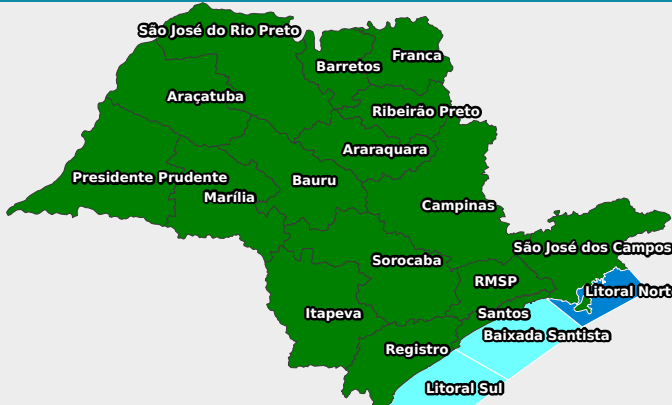 São José do Rio Preto
Franca
Barretos
Araçatuba
Ribeirão Preto
Araraquara
Presidente Prudente
Bauru
Marília
Campinas
São José dos Campos
Sorocaba
RMSP
Litoral Nort
Itapeva
Santos
Baixada Santista
Registro
Litoral Sul